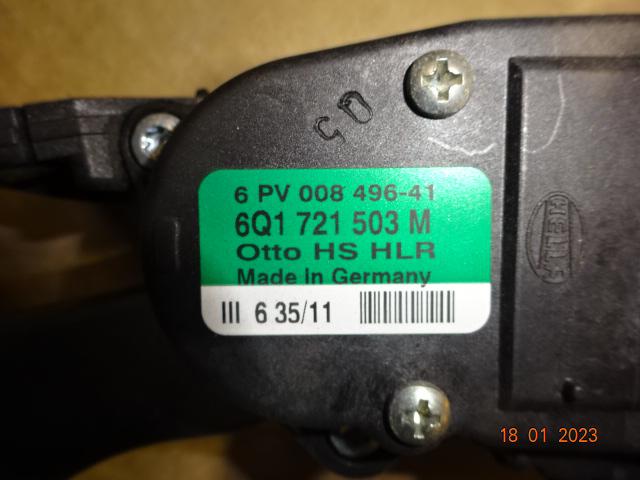 6 PV 008 496-41
6Q1 721 503 M
Otto HS HLR
Made In Germany
III 6 35/11
HELLA
18 01 2023